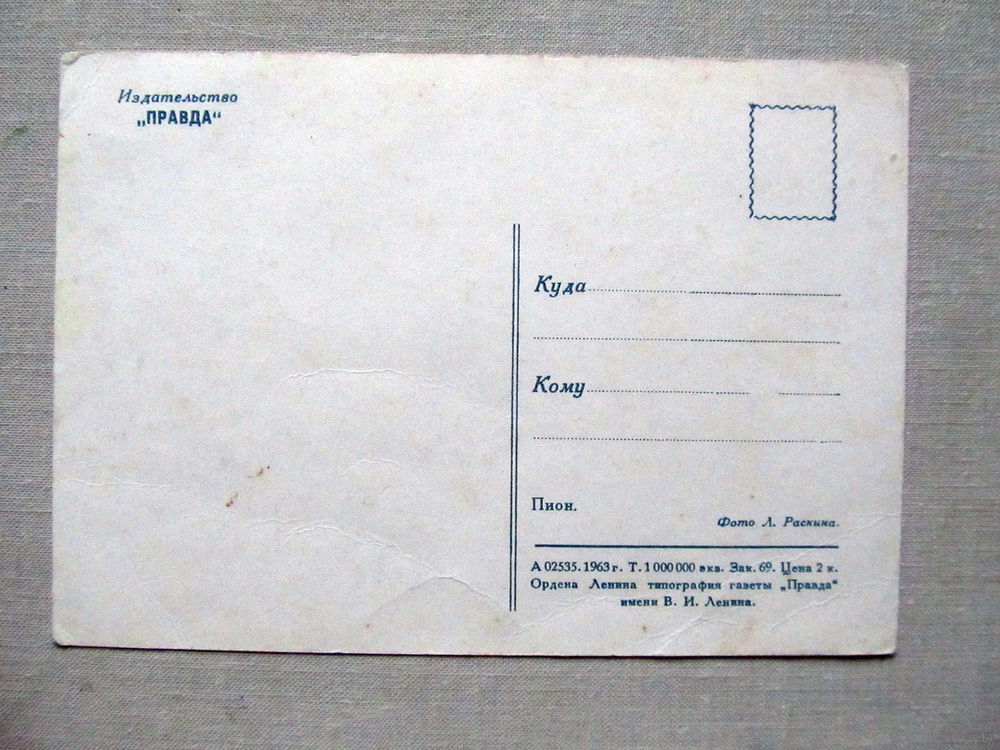 Издательство
„ПРАВДА“
Куда
Кому
Пион.
Фото Л. Раскина.
А 02535. 1963 г. Т. 1 000 000 экз. Зак. 69. Цена 2 к.
Ордена Ленина типография газеты „Правда“
имени В. И. Ленина.